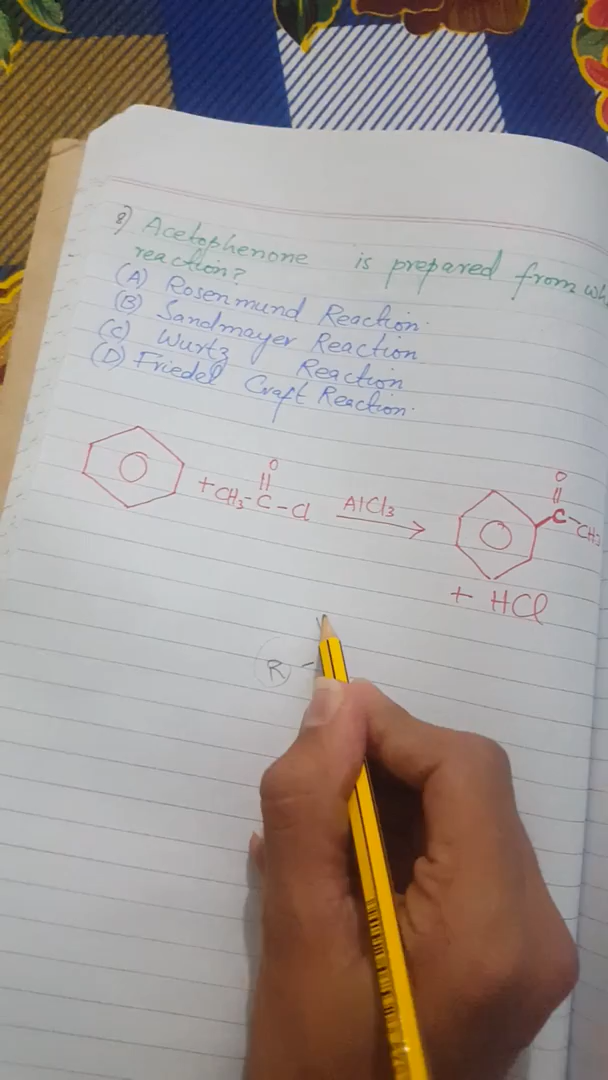 8) Acetophenone is prepared from wh
reaction?
(A) Rosenmund Reaction.
(B) Sandmayer Reaction
(C) Wurtz Reaction
(D) Friedel Craft Reaction.
O
+ CH3-C-Cl AlCl3
O
C-CH3
+ HCl
R -